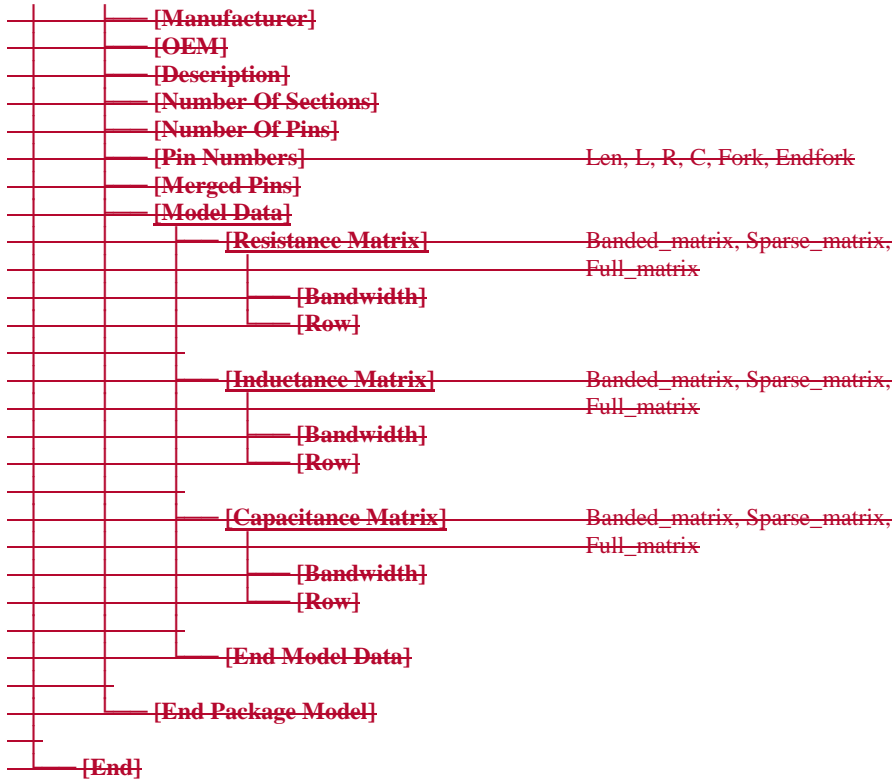 [Manufacturer]
[OEM]
[Description]
[Number Of Sections]
[Number Of Pins]
[Pin Numbers] Len, L, R, C, Fork, Endfork
[Merged Pins]
[Model Data]
[Resistance Matrix] Banded_matrix, Sparse_matrix,
Full_matrix
[Bandwidth]
[Row]
[Inductance Matrix] Banded_matrix, Sparse_matrix,
Full_matrix
[Bandwidth]
[Row]
[Capacitance Matrix] Banded_matrix, Sparse_matrix,
Full_matrix
[Bandwidth]
[Row]
[End Model Data]
[End Package Model]
[End]